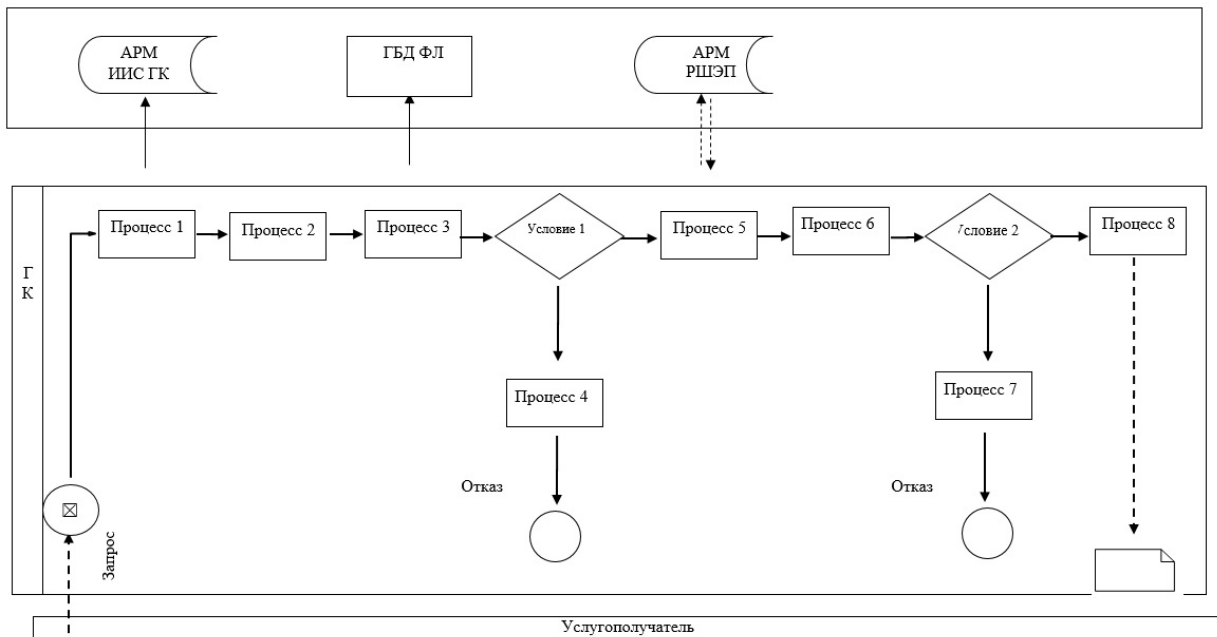 АРМ
ИИС ГК
ГБД ФЛ
АРМ
РШЭП
Г
К
Процесс 1
Процесс 2
Процесс 3
Условие 1
Процесс 5
Процесс 6
Условие 2
Процесс 8
Процесс 4
Процесс 7
Отказ
Отказ
Запрос
Услугополучатель